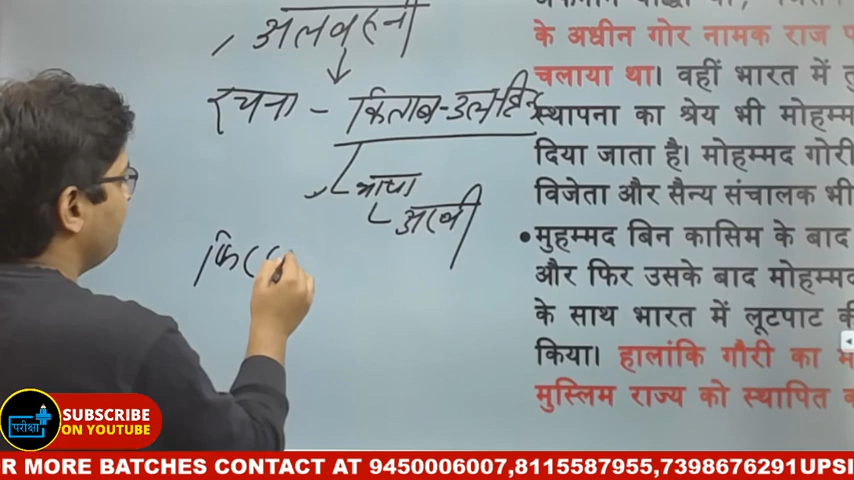 अलबरूनी
रचना - किताब-उल-हिन्द
भाषा
अरबी
कि
के अधीन गोर नामक राज
चलाया था। वहीं भारत में
स्थापना का श्रेय भी मोहम्म
दिया जाता है। मोहम्मद गोरी
विजेता और सैन्य संचालक भी
• मुहम्मद बिन कासिम के बाद
और फिर उसके बाद मोहम्मद
के साथ भारत में लूटपाट की
किया। हालांकि गौरी का
मुस्लिम राज्य को स्थापित
परीक्षा
SUBSCRIBE
ON YOUTUBE
OR MORE BATCHES CONTACT AT 9450006007,8115587955,7398676291UPSI